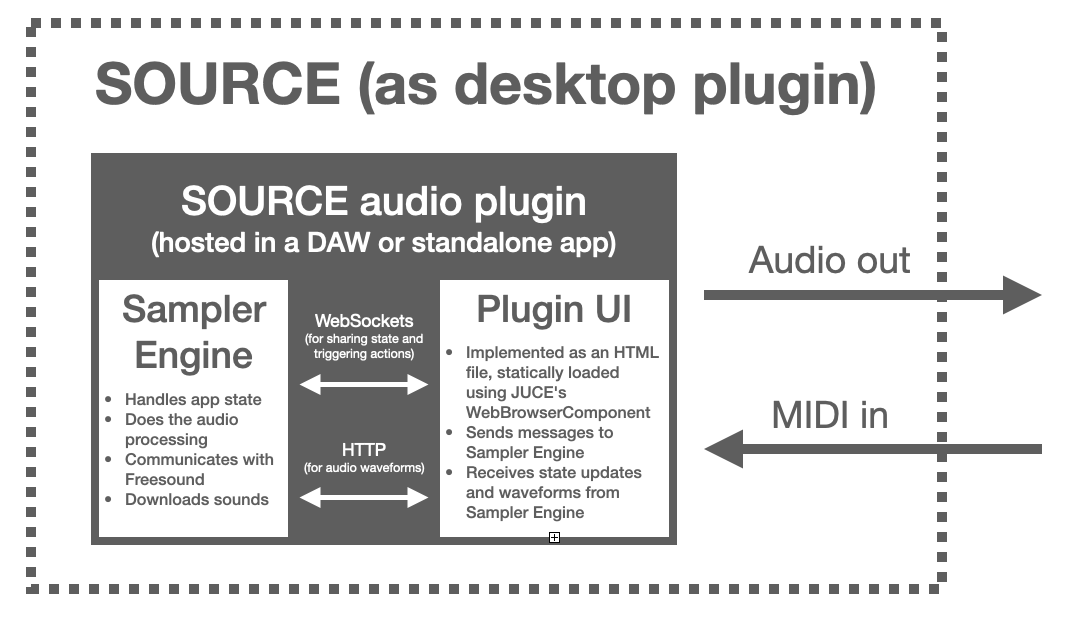 SOURCE (as desktop plugin)
SOURCE audio plugin
(hosted in a DAW or standalone app)
Sampler
Engine
• Handles app state
• Does the audio
processing
• Communicates with
Freesound
• Downloads sounds
WebSockets
(for sharing state and
triggering actions)
HTTP
(for audio waveforms)
Plugin UI
• Implemented as an HTML
file, statically loaded
using JUCE's
WebBrowserComponent
• Sends messages to
Sampler Engine
• Receives state updates
and waveforms from
Sampler Engine
Audio out
MIDI in